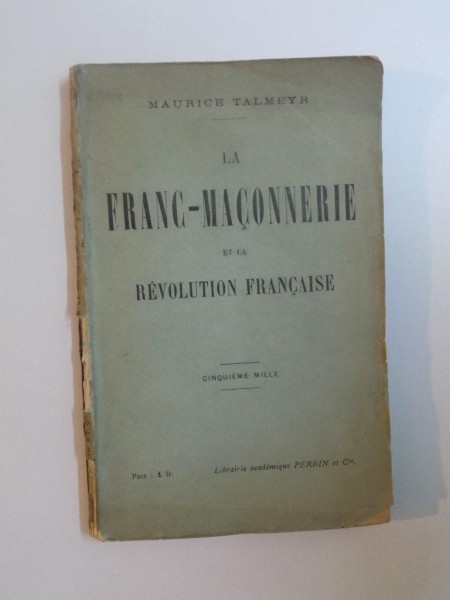 MAURICE TALMEYR
LA
FRANC-MAÇONNERIE
ET LA
RÉVOLUTION FRANÇAISE
CINQUIÈME MILLE
Prix : 1 fr. Librairie académique PERRIN et Cie.